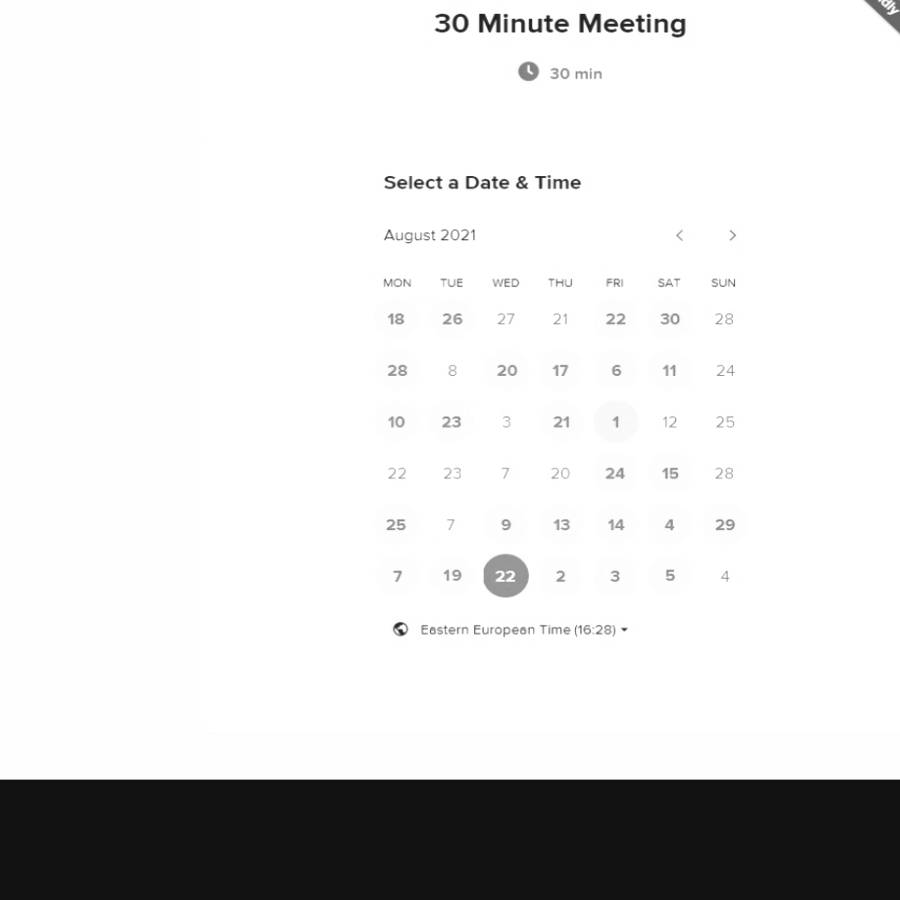 30 Minute Meeting
30 min
Select a Date & Time
August 2021
MON TUE WED THU FRI SAT SUN
18 26 27 21 22 30 28
28 8 20 17 6 11 24
10 23 3 21 1 12 25
22 23 7 20 24 15 28
25 7 9 13 14 4 29
7 19 22 2 3 5 4
Eastern European Time (16:28)